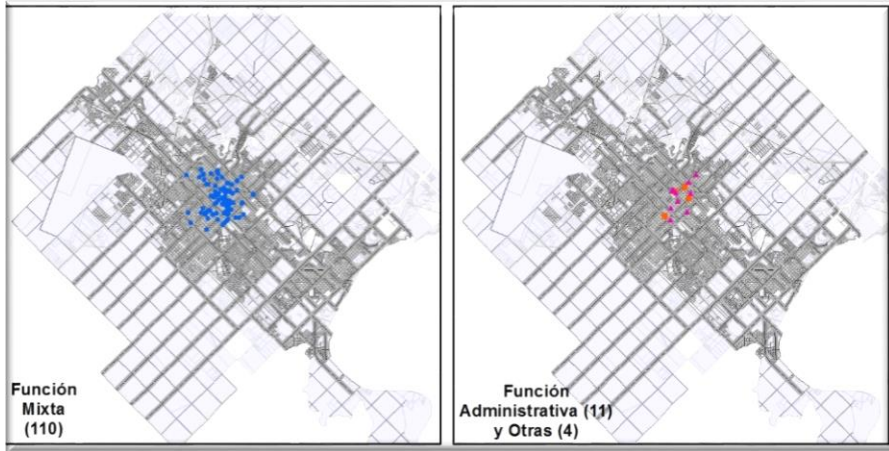 Función
Mixta
(110)
Función
Administrativa (11)
y Otras (4)